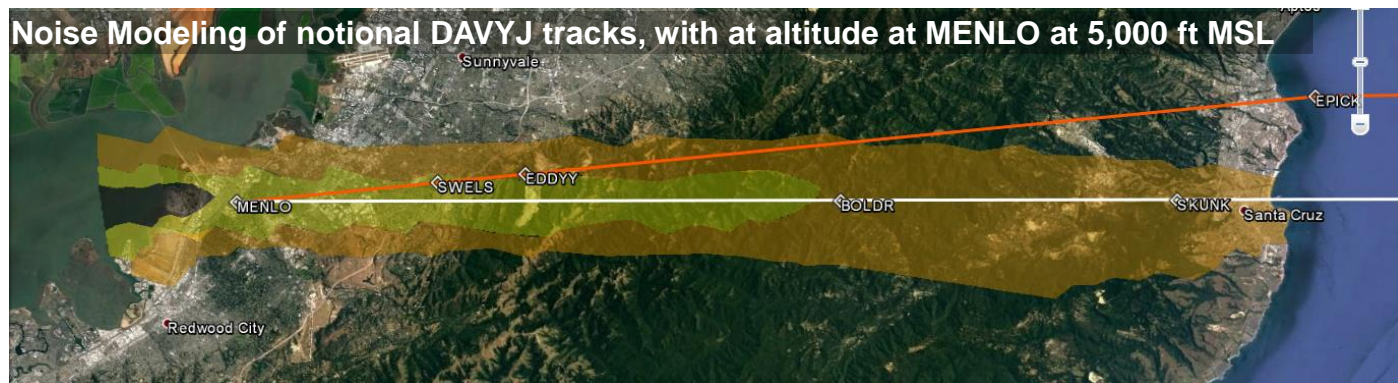 Noise Modeling of notional DAVYJ tracks, with at altitude at MENLO at 5,000 ft MSL
Aptos
Sunnyvale
EPICK
SWELS
EDDYY
MENLO
BOLDR
SKUNK
Santa Cruz
Redwood City